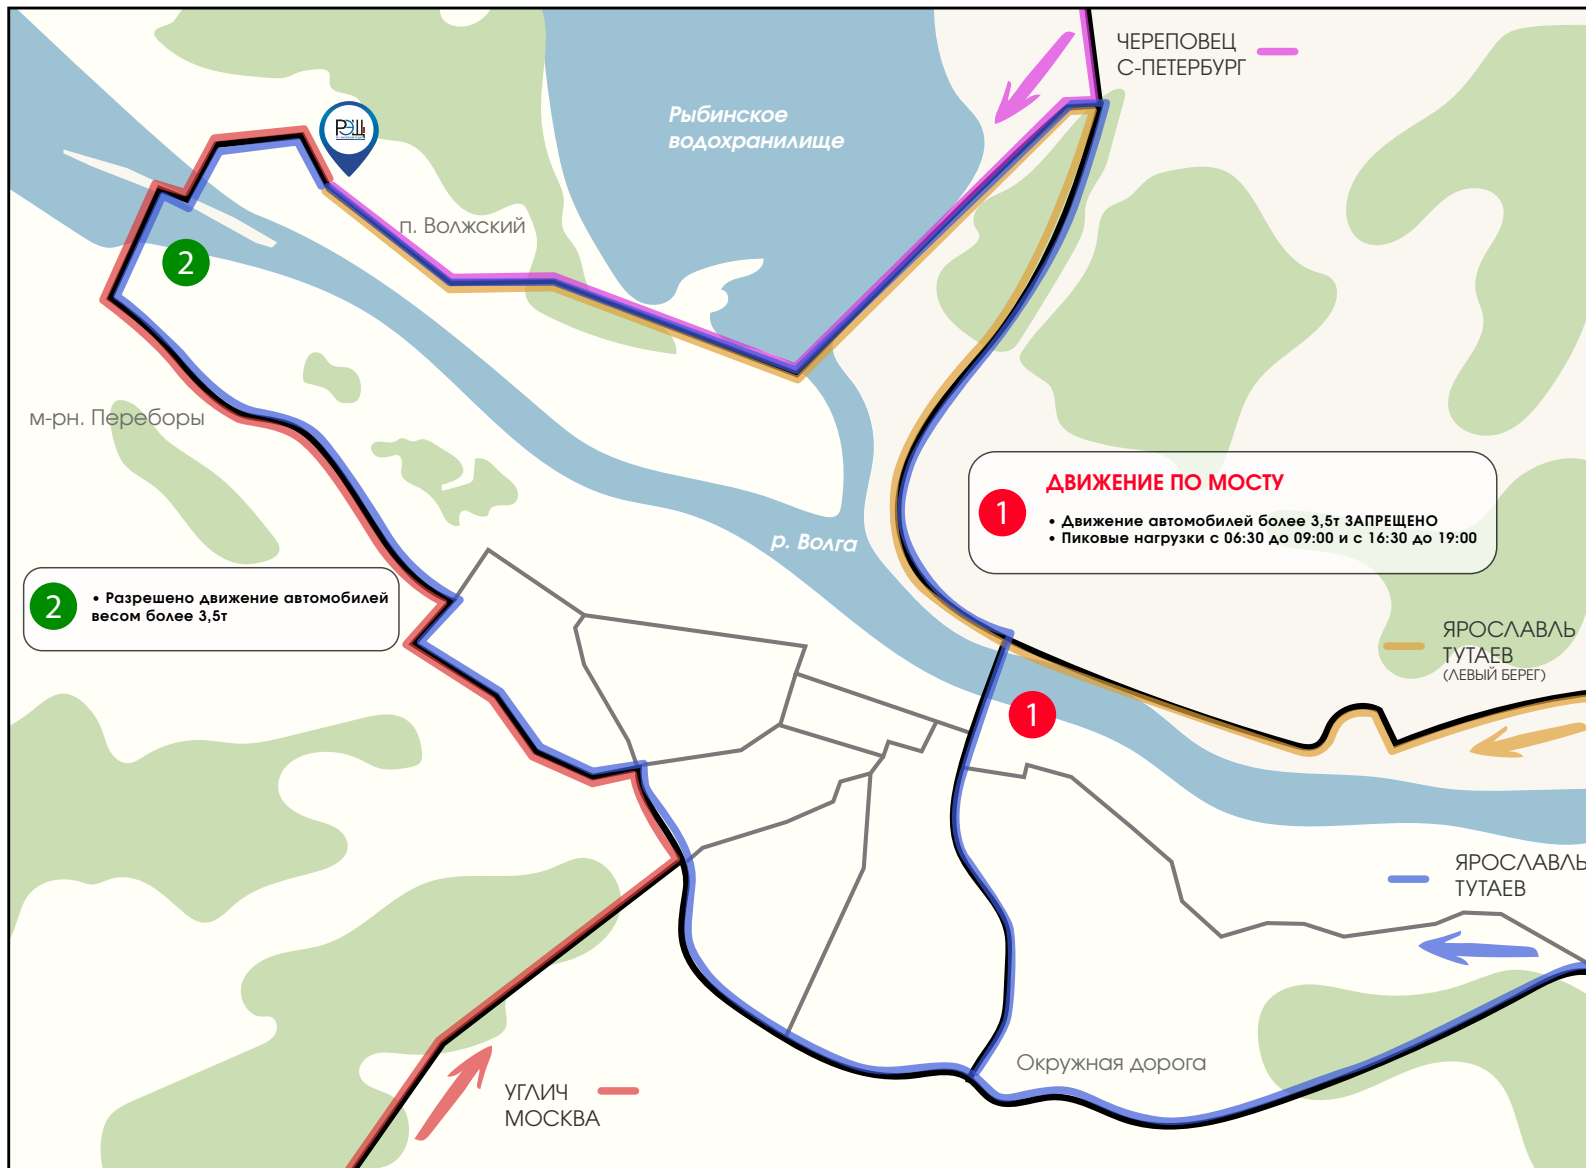 ЧЕРЕПОВЕЦ
С-ПЕТЕРБУРГ
Рыбинское
водохранилище
РЭЦ
п. Волжский
2
м-рн. Переборы
ДВИЖЕНИЕ ПО МОСТУ
1
• Движение автомобилей более 3,5т ЗАПРЕЩЕНО
• Пиковые нагрузки с 06:30 до 09:00 и с 16:30 до 19:00
р. Волга
2
• Разрешено движение автомобилей
весом более 3,5т
ЯРОСЛАВЛЬ
ТУТАЕВ
(ЛЕВЫЙ БЕРЕГ)
1
ЯРОСЛАВЛЬ
ТУТАЕВ
Окружная дорога
УГЛИЧ
МОСКВА